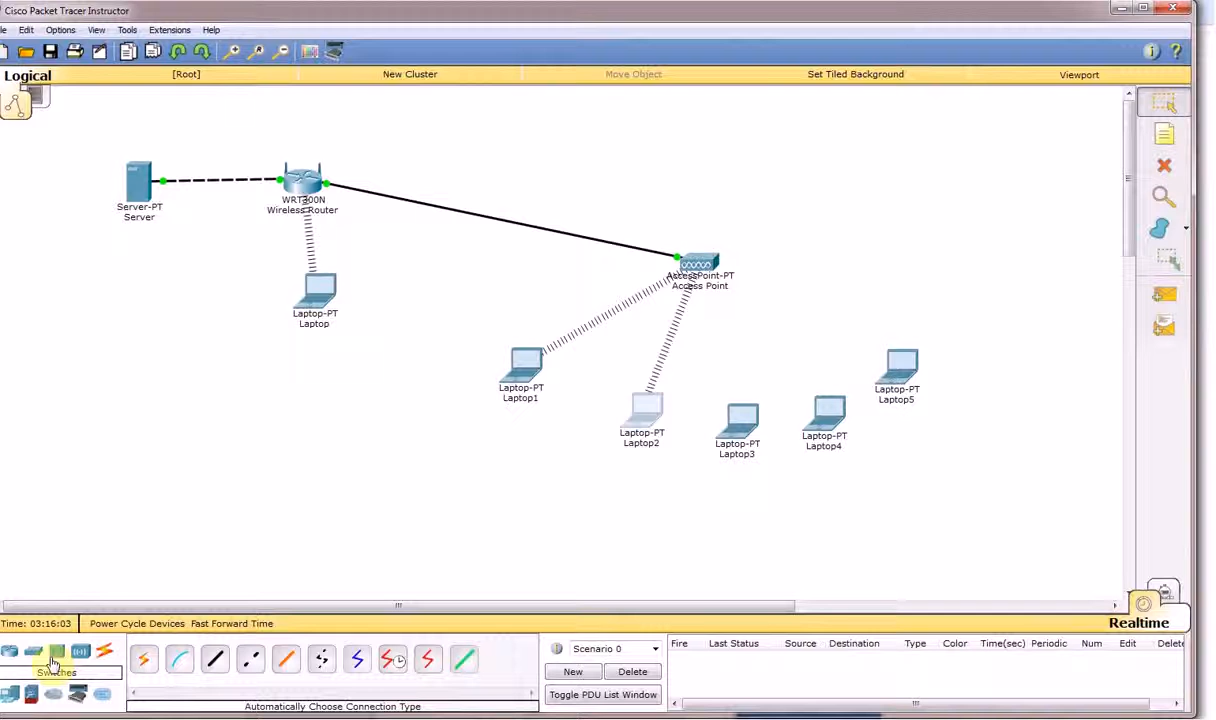 Cisco Packet Tracer Instructor
le Edit Options View Tools Extensions Help
Logical [Root] New Cluster Move Object Set Tiled Background Viewport
Server-PT
Server
WRT300N
Wireless Router
AccessPoint-PT
Access Point
Laptop-PT
Laptop
Laptop-PT
Laptop1
Laptop-PT
Laptop2
Laptop-PT
Laptop3
Laptop-PT
Laptop4
Laptop-PT
Laptop5
Time: 03:16:03 Power Cycle Devices Fast Forward Time
Realtime
Switches
Automatically Choose Connection Type
Scenario 0
New Delete
Toggle PDU List Window
Fire Last Status Source Destination Type Color Time(sec) Periodic Num Edit Delete